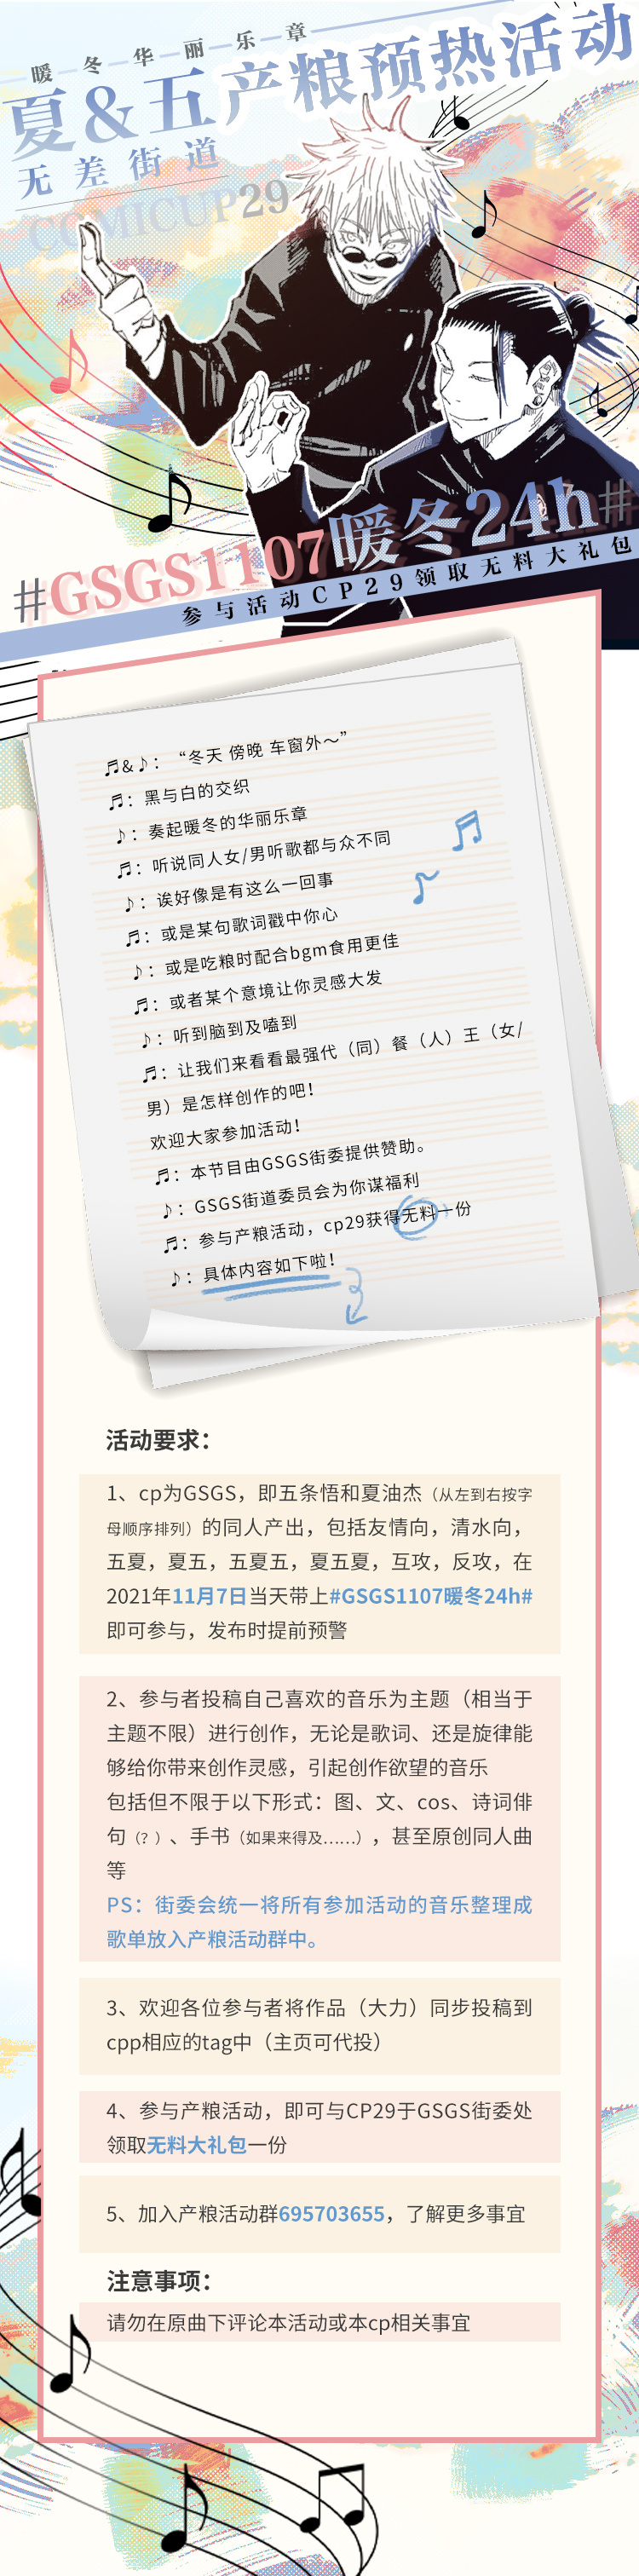 暖冬华丽乐章
夏&五产粮预热活动
无差街道
COMICUP29
#GSGS1107暖冬24h#
参与活动CP29领取无料大礼包
♬&♪：“冬天 傍晚 车窗外～”
♬：黑与白的交织
♪：奏起暖冬的华丽乐章
♬：听说同人女/男听歌都与众不同
♪：诶好像是有这么一回事
♬：或是某句歌词戳中你心
♪：或是吃粮时配合bgm食用更佳
♬：或者某个意境让你灵感大发
♪：听到脑到及嗑到
♬：让我们来看看最强代（同）餐（人）王（女/
男）是怎样创作的吧！
欢迎大家参加活动！
♬：本节目由GSGS街委提供赞助。
♪：GSGS街道委员会为你谋福利
♬：参与产粮活动，cp29获得无料一份
♪：具体内容如下啦！
活动要求：
1、cp为GSGS，即五条悟和夏油杰（从左到右按字
母顺序排列）的同人产出，包括友情向，清水向，
五夏，夏五，五夏五，夏五夏，互攻，反攻，在
2021年11月7日当天带上#GSGS1107暖冬24h#
即可参与，发布时提前预警
2、参与者投稿自己喜欢的音乐为主题（相当于
主题不限）进行创作，无论是歌词、还是旋律能
够给你带来创作灵感，引起创作欲望的音乐
包括但不限于以下形式：图、文、cos、诗词俳
句（？）、手书（如果来得及……），甚至原创同人曲
等
PS：街委会统一将所有参加活动的音乐整理成
歌单放入产粮活动群中。
3、欢迎各位参与者将作品（大力）同步投稿到
cpp相应的tag中（主页可代投）
4、参与产粮活动，即可与CP29于GSGS街委处
领取无料大礼包一份
5、加入产粮活动群695703655，了解更多事宜
注意事项：
请勿在原曲下评论本活动或本cp相关事宜